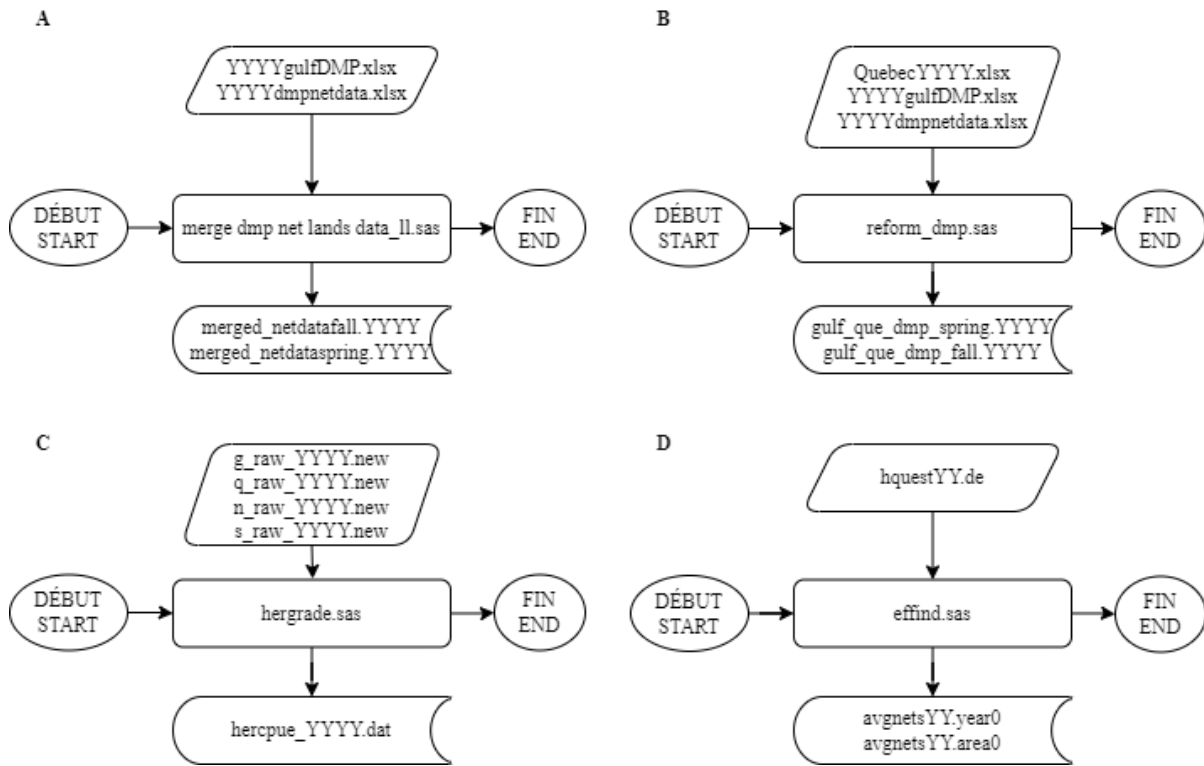 A
YYYYgulfDMP.xlsx
YYYYdmpnetdata.xlsx
DÉBUT
START
merge dmp net lands data_ll.sas
FIN
END
merged_netdatafall.YYYY
merged_netdataspring.YYYY
B
QuebecYYYY.xlsx
YYYYgulfDMP.xlsx
YYYYdmpnetdata.xlsx
DÉBUT
START
reform_dmp.sas
FIN
END
gulf_que_dmp_spring.YYYY
gulf_que_dmp_fall.YYYY
C
g_raw_YYYY.new
q_raw_YYYY.new
n_raw_YYYY.new
s_raw_YYYY.new
DÉBUT
START
hergrade.sas
FIN
END
hercpue_YYYY.dat
D
hquestYY.de
DÉBUT
START
effind.sas
FIN
END
avgnetsYY.year0
avgnetsYY.area0